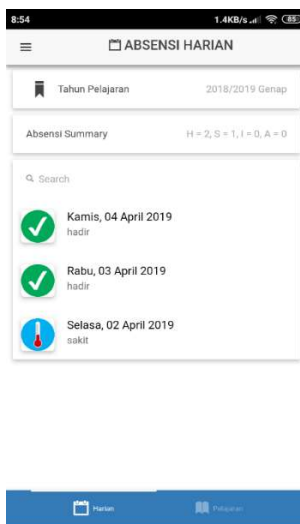 8:54 1.4KB/s 85
ABSENSI HARIAN
Tahun Pelajaran 2018/2019 Genap
Absensi Summary H = 2, S = 1, I = 0, A = 0
Search
Kamis, 04 April 2019
hadir
Rabu, 03 April 2019
hadir
Selasa, 02 April 2019
sakit
Harian Pelajaran